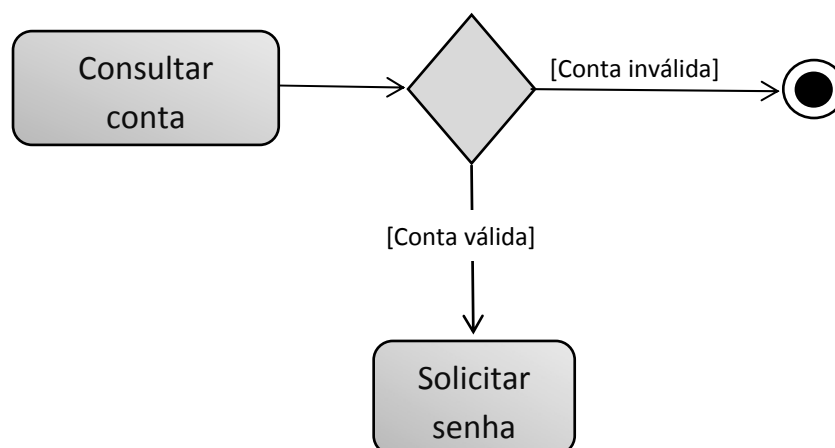 Consultar
conta
[Conta inválida]
[Conta válida]
Solicitar
senha